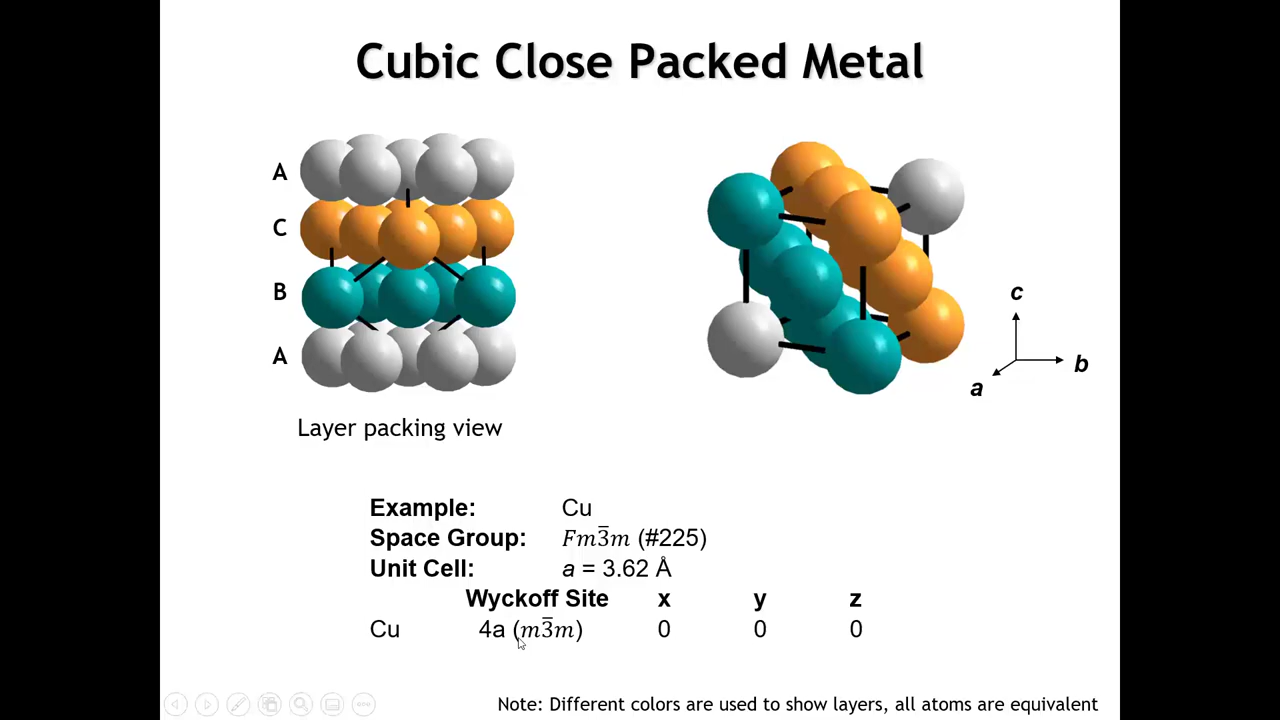 Cubic Close Packed Metal
A
C
B
A
c
b
a
Layer packing view
Example: Cu
Space Group: Fm3̅m (#225)
Unit Cell: a = 3.62 Å
Wyckoff Site x y z
Cu 4a (m3̅m) 0 0 0
Note: Different colors are used to show layers, all atoms are equivalent